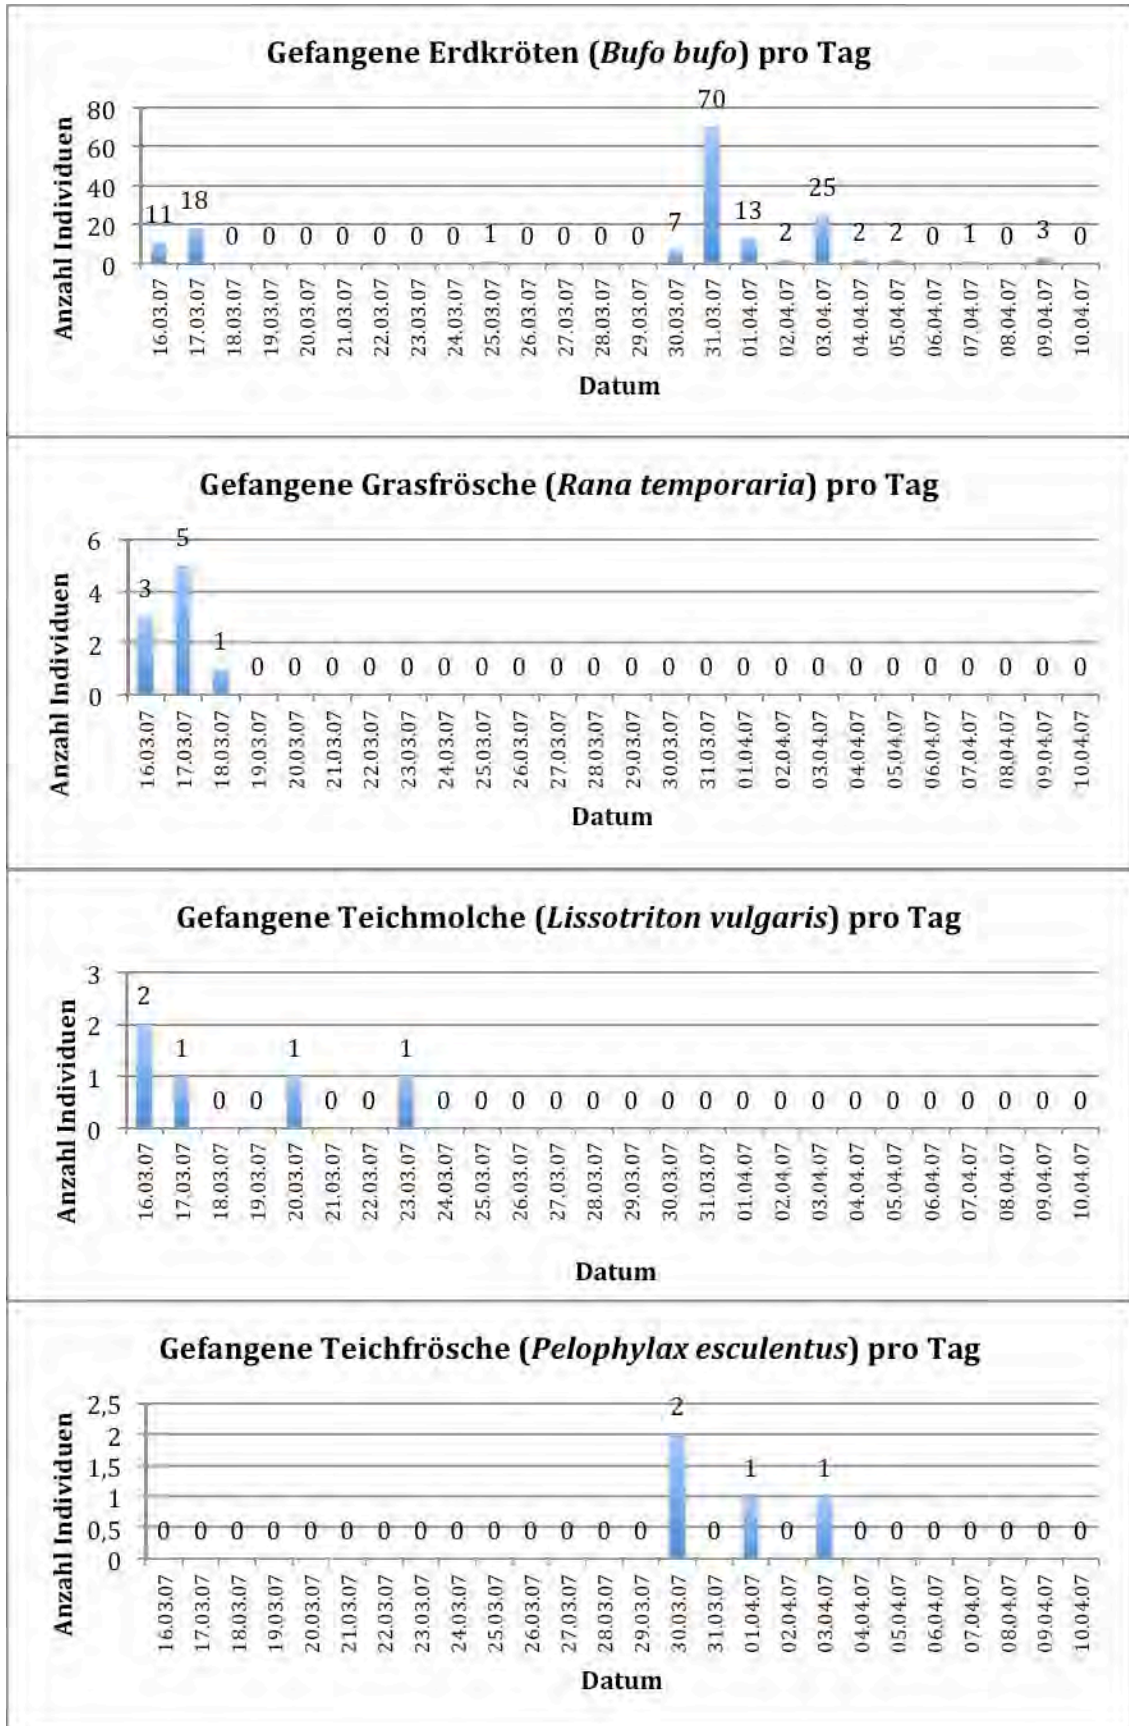 Gefangene Erdkröten (Bufo bufo) pro Tag
Anzahl Individuen
80
60
40
20
0
11 18 0 0 0 0 0 0 0 1 0 0 0 0 7 70 13 2 25 2 2 0 1 0 3 0
16.03.07 17.03.07 18.03.07 19.03.07 20.03.07 21.03.07 22.03.07 23.03.07 24.03.07 25.03.07 26.03.07 27.03.07 28.03.07 29.03.07 30.03.07 31.03.07 01.04.07 02.04.07 03.04.07 04.04.07 05.04.07 06.04.07 07.04.07 08.04.07 09.04.07 10.04.07
Datum
Gefangene Grasfrösche (Rana temporaria) pro Tag
Anzahl Individuen
6
4
2
0
3 5 1 0 0 0 0 0 0 0 0 0 0 0 0 0 0 0 0 0 0 0 0 0 0 0
16.03.07 17.03.07 18.03.07 19.03.07 20.03.07 21.03.07 22.03.07 23.03.07 24.03.07 25.03.07 26.03.07 27.03.07 28.03.07 29.03.07 30.03.07 31.03.07 01.04.07 02.04.07 03.04.07 04.04.07 05.04.07 06.04.07 07.04.07 08.04.07 09.04.07 10.04.07
Datum
Gefangene Teichmolche (Lissotriton vulgaris) pro Tag
Anzahl Individuen
3
2
1
0
2 1 0 0 1 0 0 1 0 0 0 0 0 0 0 0 0 0 0 0 0 0 0 0 0 0
16.03.07 17.03.07 18.03.07 19.03.07 20.03.07 21.03.07 22.03.07 23.03.07 24.03.07 25.03.07 26.03.07 27.03.07 28.03.07 29.03.07 30.03.07 31.03.07 01.04.07 02.04.07 03.04.07 04.04.07 05.04.07 06.04.07 07.04.07 08.04.07 09.04.07 10.04.07
Datum
Gefangene Teichfrösche (Pelophylax esculentus) pro Tag
Anzahl Individuen
2,5
2
1,5
1
0,5
0
0 0 0 0 0 0 0 0 0 0 0 0 0 0 2 0 1 0 1 0 0 0 0 0 0 0
16.03.07 17.03.07 18.03.07 19.03.07 20.03.07 21.03.07 22.03.07 23.03.07 24.03.07 25.03.07 26.03.07 27.03.07 28.03.07 29.03.07 30.03.07 31.03.07 01.04.07 02.04.07 03.04.07 04.04.07 05.04.07 06.04.07 07.04.07 08.04.07 09.04.07 10.04.07
Datum